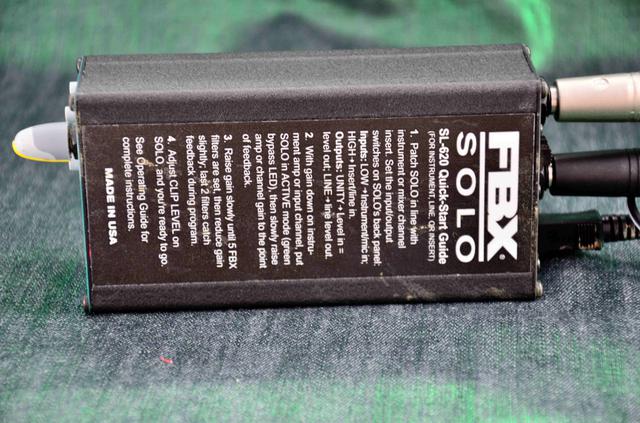 FBX®
SOLO
SL-820 Quick-Start Guide
(FOR INSTRUMENT, LINE, OR INSERT)
1. Patch SOLO in line with
instrument or mixer channel
insert. Set the input/output
switches on SOLO's back panel:
Inputs: LOW→Instrument/mic in;
HIGH→Insert/line in.
Outputs: UNITY→Level in =
level out; LINE→line level out.
2. With gain down on instru-
ment amp or input channel, put
SOLO in ACTIVE mode (green
bypass LED), then slowly raise
amp or channel gain to the point
of feedback.
3. Raise gain slowly until 5 FBX
filters are set, then reduce gain
slightly; last 2 filters catch
feedback during program.
4. Adjust CLIP LEVEL on
SOLO, and you're ready to go.
See Operating Guide for
complete instructions.
MADE IN USA